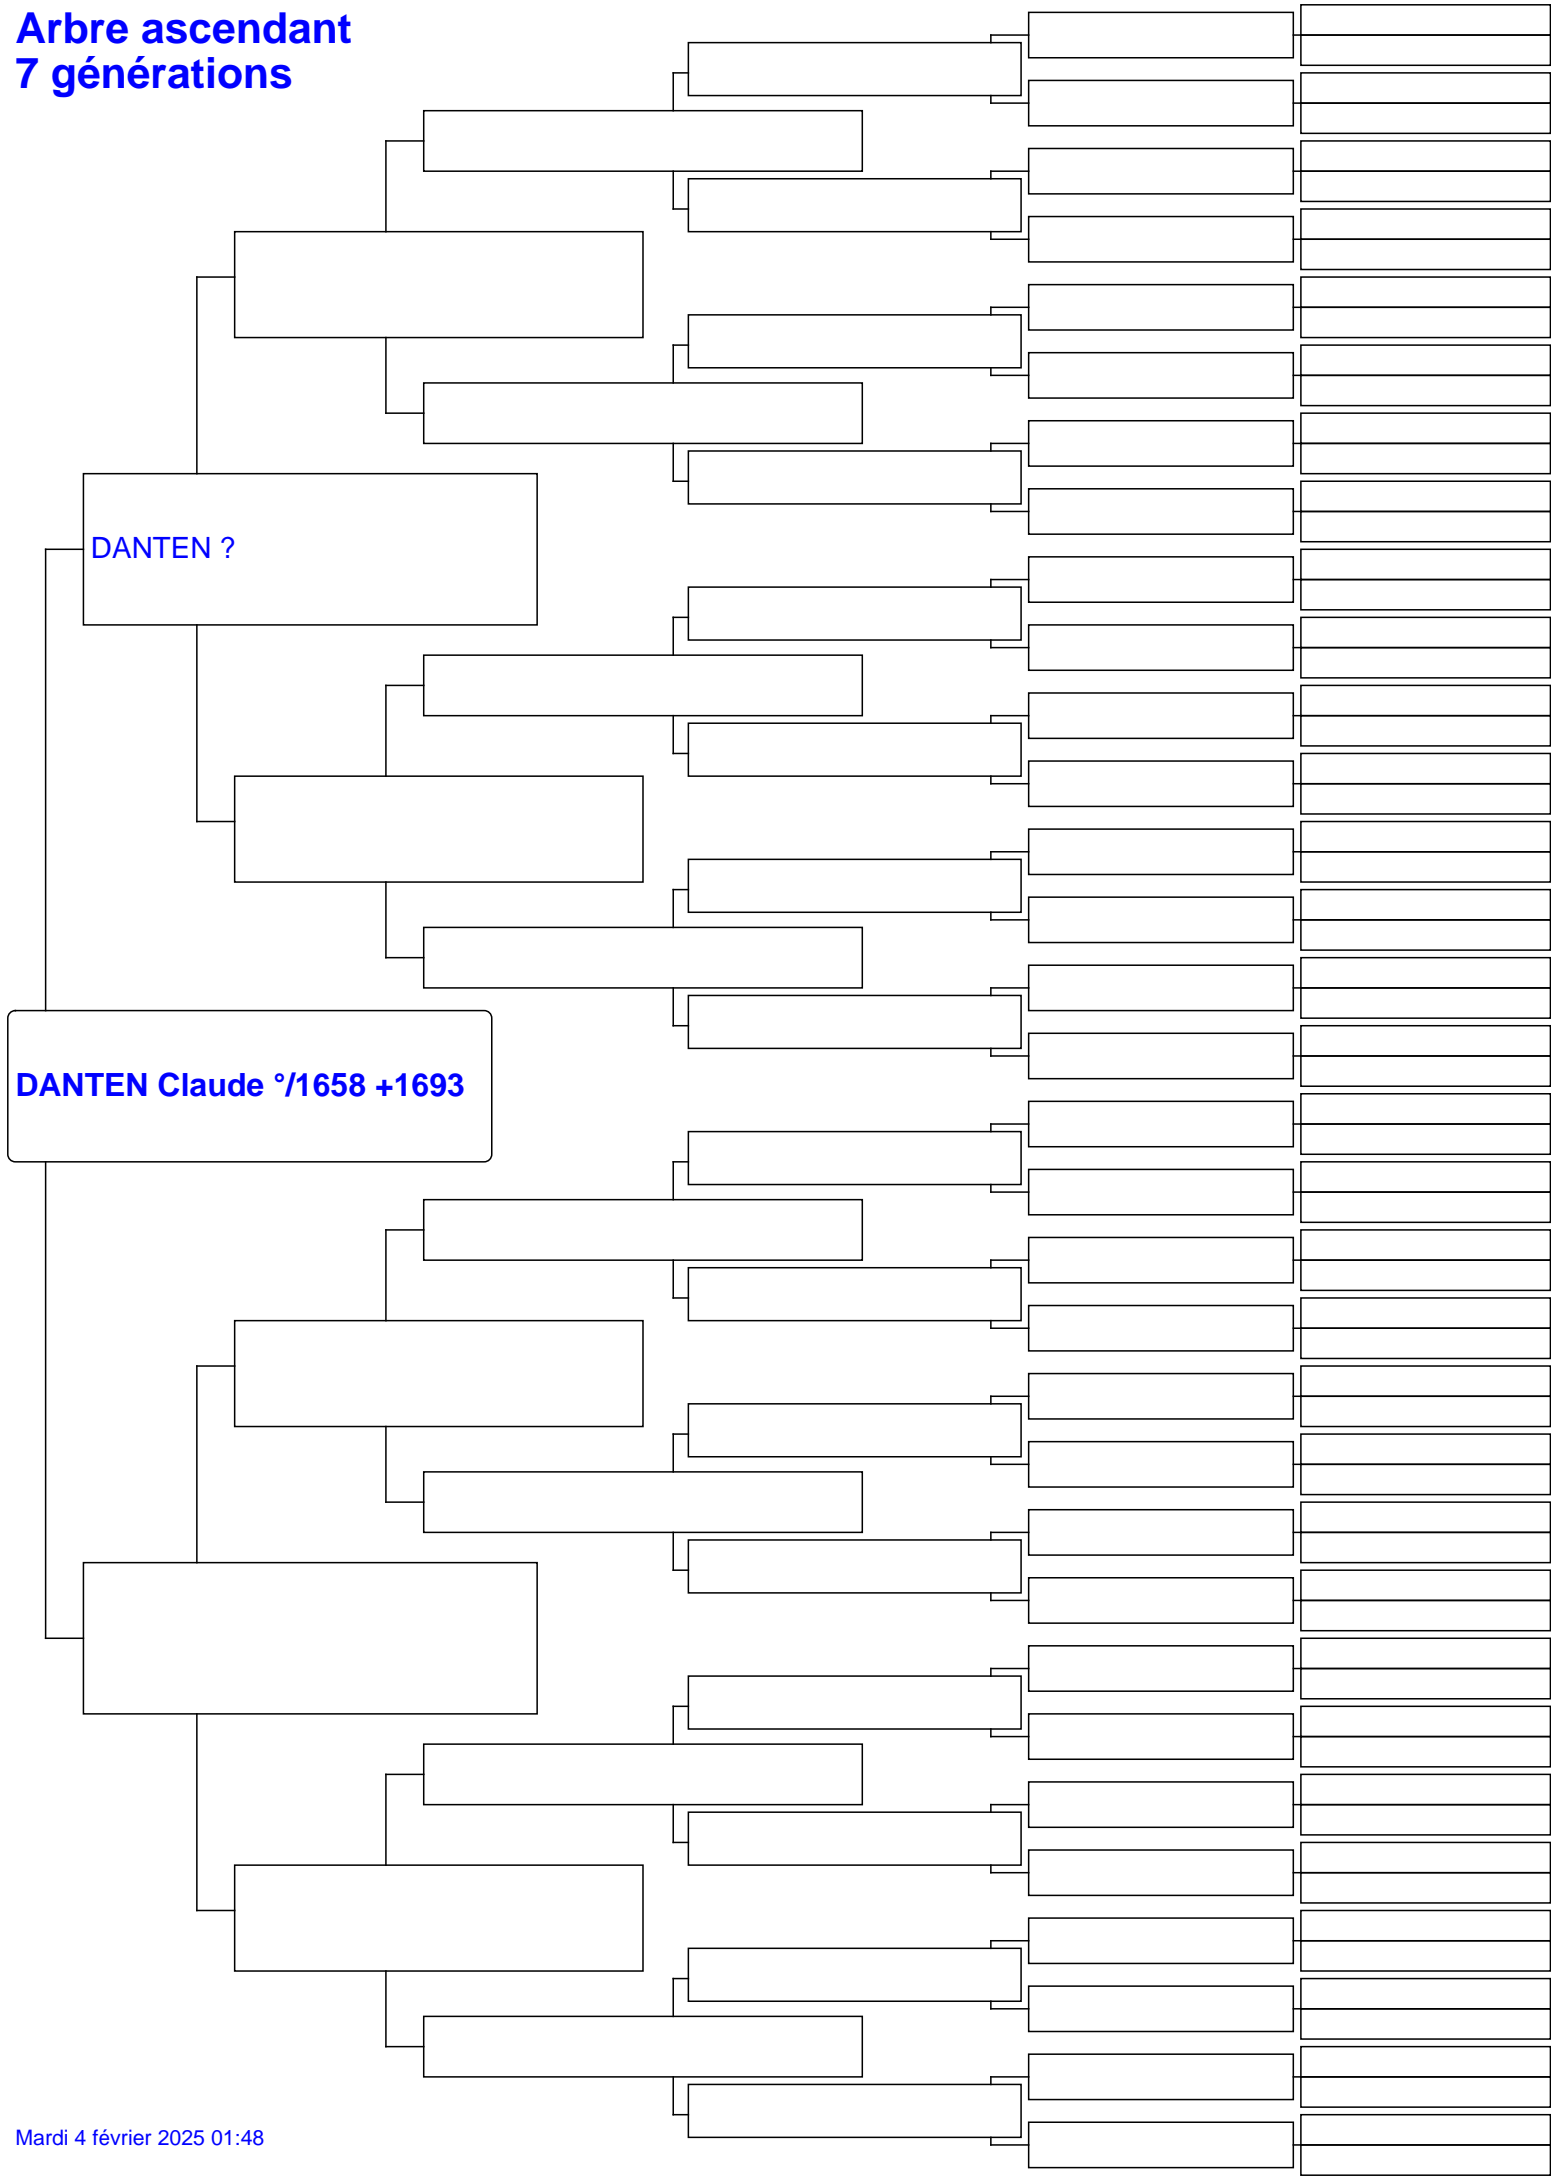 Arbre ascendant
7 générations
DANTEN ?
DANTEN Claude °/1658 +1693
Mardi 4 février 2025 01:48